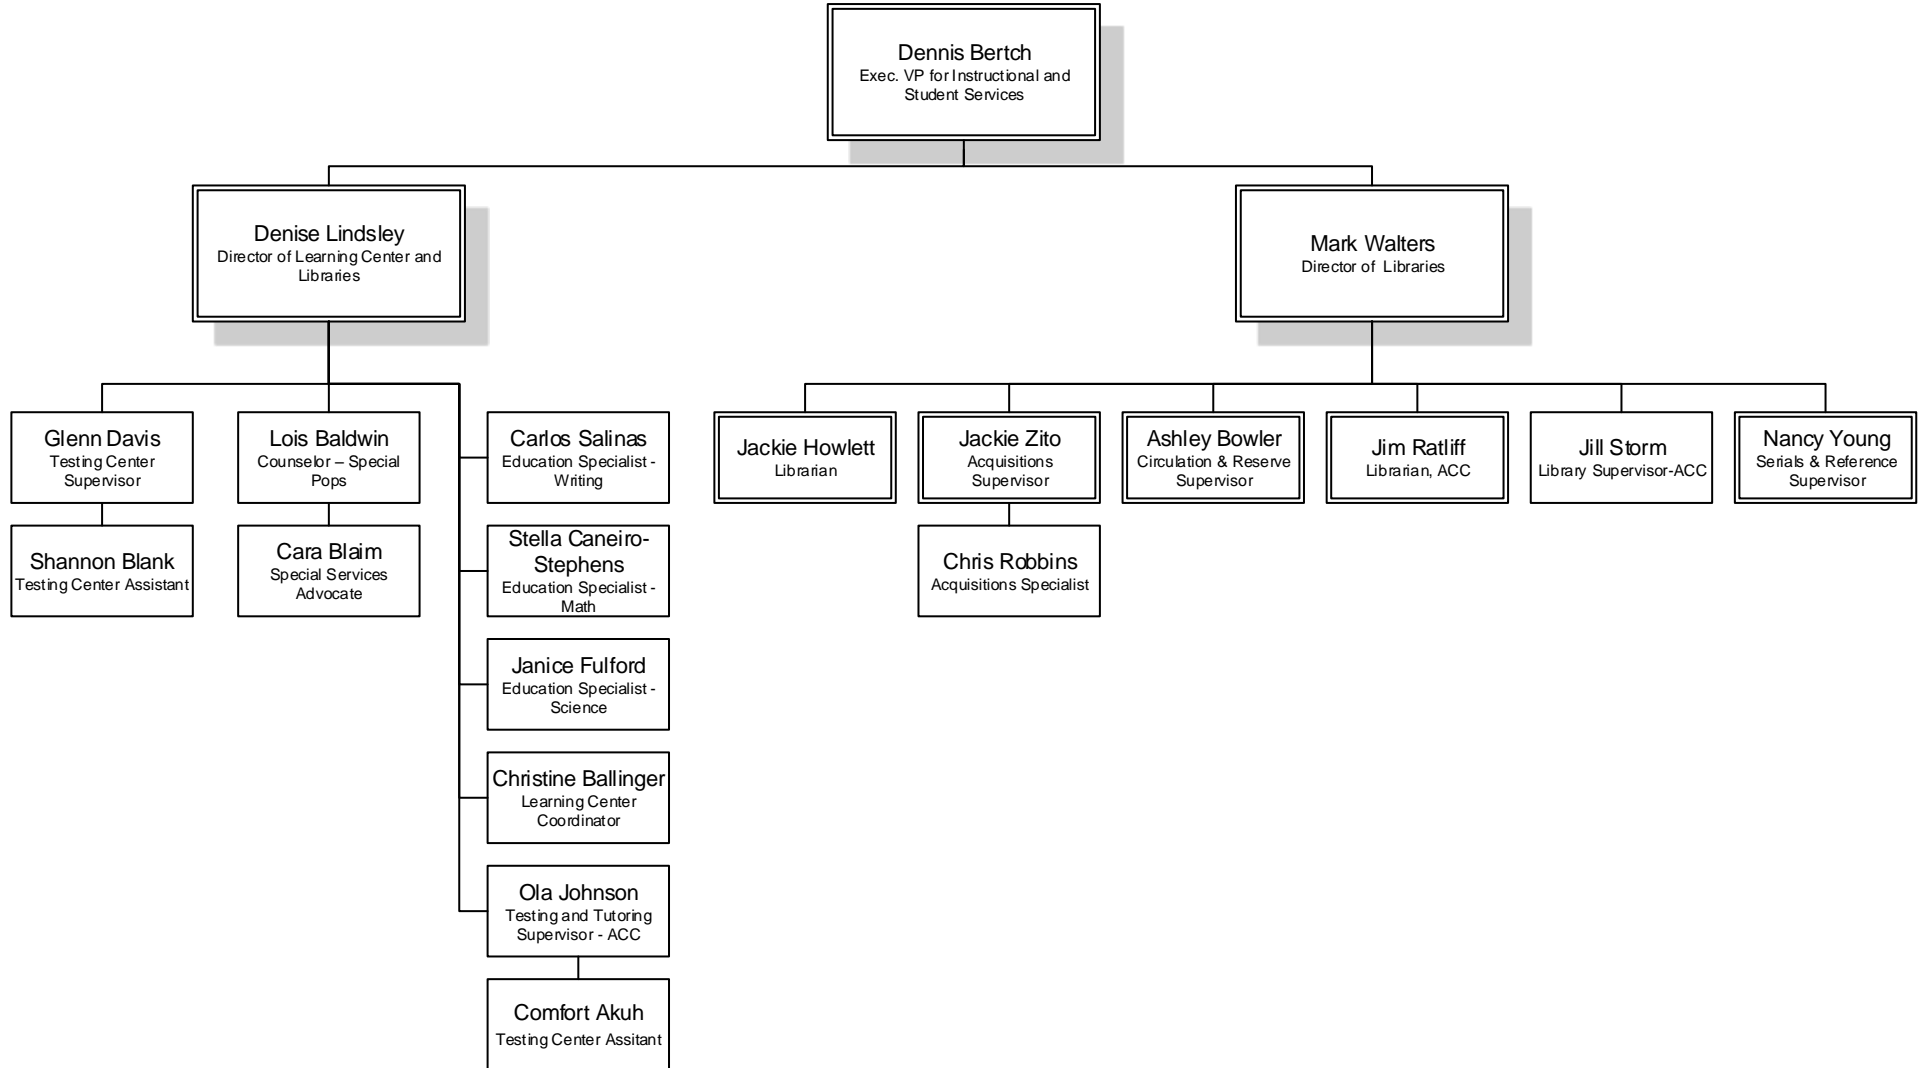 Dennis Bertch
Exec. VP for Instructional and
Student Services
Denise Lindsley
Director of Learning Center and
Libraries
Mark Walters
Director of Libraries
Glenn Davis
Testing Center
Supervisor
Lois Baldwin
Counselor – Special
Pops
Carlos Salinas
Education Specialist -
Writing
Jackie Howlett
Librarian
Jackie Zito
Acquisitions
Supervisor
Ashley Bowler
Circulation & Reserve
Supervisor
Jim Ratliff
Librarian, ACC
Jill Storm
Library Supervisor-ACC
Nancy Young
Serials & Reference
Supervisor
Shannon Blank
Testing Center Assistant
Cara Blaim
Special Services
Advocate
Stella Caneiro-
Stephens
Education Specialist -
Math
Chris Robbins
Acquisitions Specialist
Janice Fulford
Education Specialist -
Science
Christine Ballinger
Learning Center
Coordinator
Ola Johnson
Testing and Tutoring
Supervisor - ACC
Comfort Akuh
Testing Center Assitant